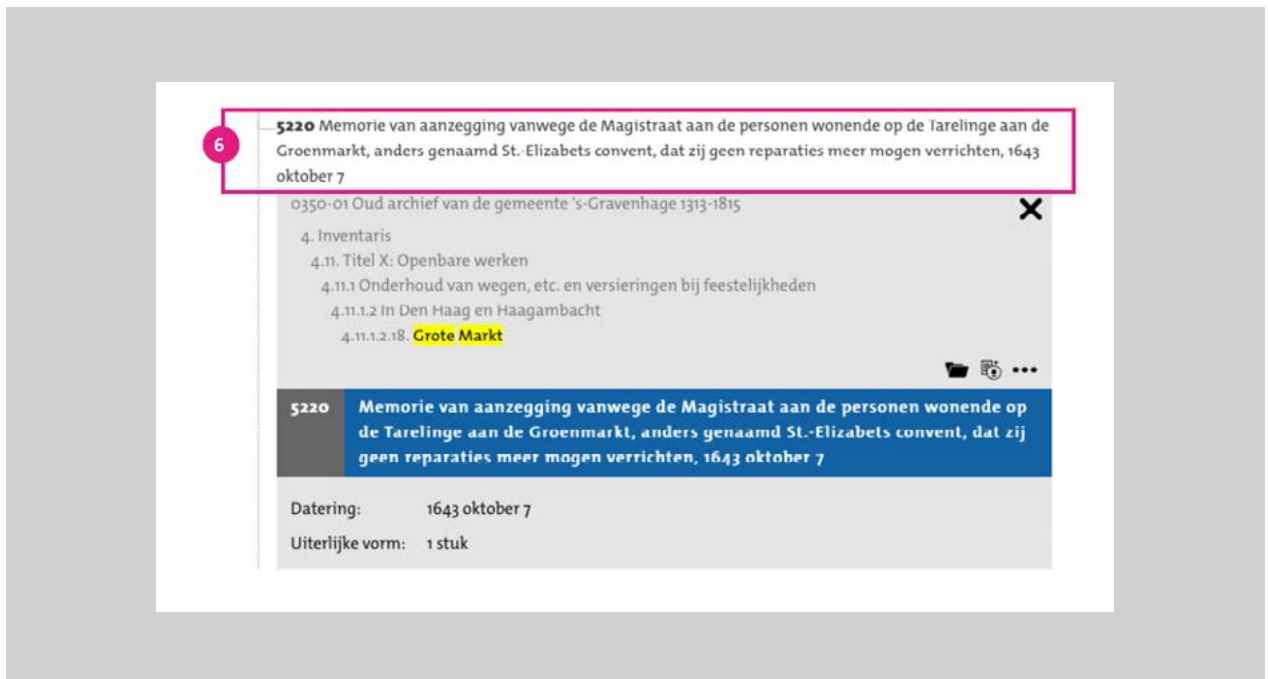 6
5220 Memorie van aanzegging vanwege de Magistraat aan de personen wonende op de Tarelinge aan de
Groenmarkt, anders genaamd St.-Elizabets convent, dat zij geen reparaties meer mogen verrichten, 1643
oktober 7
0350-01 Oud archief van de gemeente 's-Gravenhage 1313-1815
4. Inventaris
4.11. Titel X: Openbare werken
4.11.1 Onderhoud van wegen, etc. en versieringen bij feestelijkheden
4.11.1.2 In Den Haag en Haagambacht
4.11.1.2.18. Grote Markt
5220 Memorie van aanzegging vanwege de Magistraat aan de personen wonende op
de Tarelinge aan de Groenmarkt, anders genaamd St.-Elizabets convent, dat zij
geen reparaties meer mogen verrichten, 1643 oktober 7
Datering: 1643 oktober 7
Uiterlijke vorm: 1 stuk